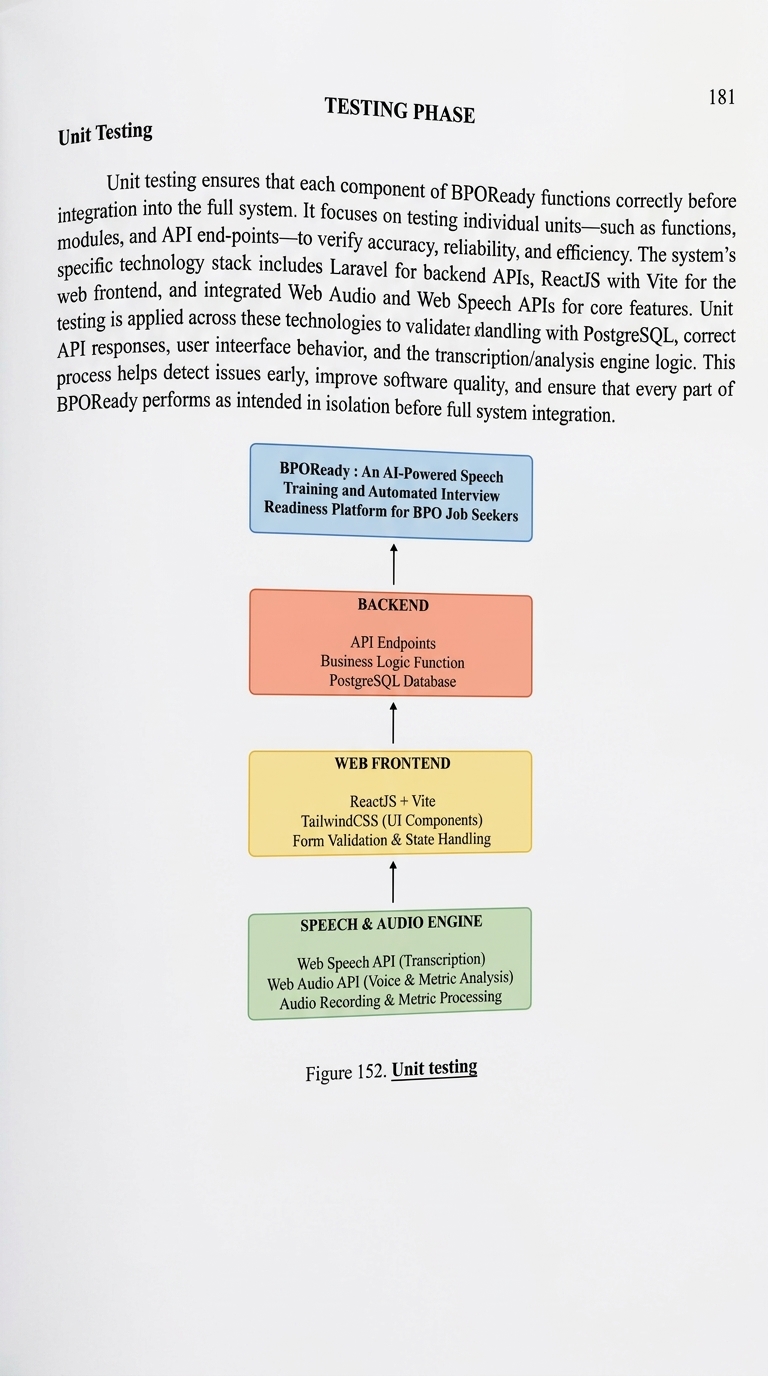 181
TESTING PHASE
Unit Testing
Unit testing ensures that each component of BPOReady functions correctly before
integration into the full system. It focuses on testing individual units—such as functions,
modules, and API end-points—to verify accuracy, reliability, and efficiency. The system's
specific technology stack includes Laravel for backend APIs, ReactJS with Vite for the
web frontend, and integrated Web Audio and Web Speech APIs for core features. Unit
testing is applied across these technologies to with PostgreSQL, correct
API responses, user inteerface behavior, and the transcription/analysis engine logic. This
process helps detect issues early, improve software quality, and ensure that every part of
BPOReady performs as intended in isolation before full system integration.
BPOReady : An AI-Powered Speech
Training and Automated Interview
Readiness Platform for BPO Job Seekers
BACKEND
API Endpoints
Business Logic Function
PostgreSQL Database
WEB FRONTEND
ReactJS + Vite
TailwindCSS (UI Components)
Form Validation & State Handling
SPEECH & AUDIO ENGINE
Web Speech API (Transcription)
Web Audio API (Voice & Metric Analysis)
Audio Recording & Metric Processing
Figure 152. Unit testing